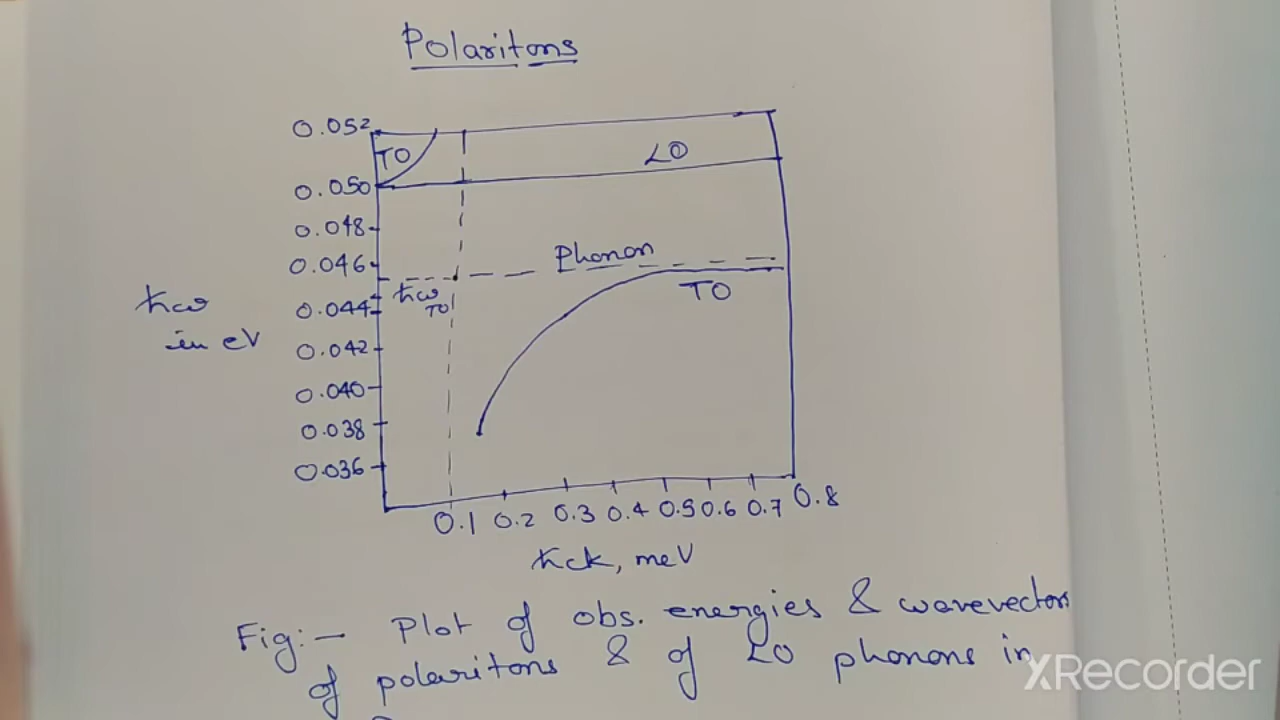 Polaritons
0.052
TO
LO
0.050
0.048
0.046
Phonon
ħω
in eV
ħω TO
0.044
TO
0.042
0.040
0.038
0.036
0.1 0.2 0.3 0.4 0.5 0.6 0.7 0.8
ħck, meV
Fig:- Plot of obs. energies & wavevectors
of polaritons & of LO phonons in
XRecorder